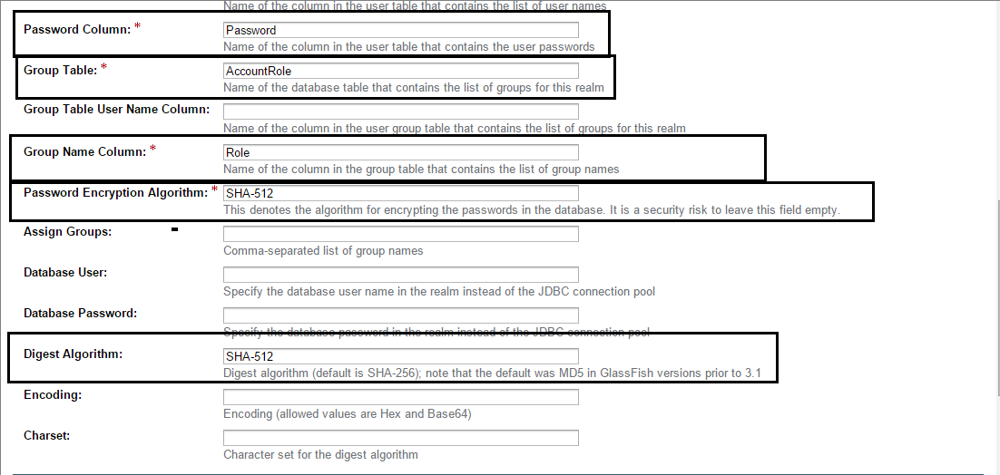 Name of the column in the user table that contains the list of user names
Password Column: * Password
Name of the column in the user table that contains the user passwords
Group Table: * AccountRole
Name of the database table that contains the list of groups for this realm
Group Table User Name Column:
Name of the column in the user group table that contains the list of groups for this realm
Group Name Column: * Role
Name of the column in the group table that contains the list of group names
Password Encryption Algorithm: * SHA-512
This denotes the algorithm for encrypting the passwords in the database. It is a security risk to leave this field empty.
Assign Groups:
Comma-separated list of group names
Database User:
Specify the database user name in the realm instead of the JDBC connection pool
Database Password:
Specify the database password in the realm instead of the JDBC connection pool
Digest Algorithm: SHA-512
Digest algorithm (default is SHA-256); note that the default was MD5 in GlassFish versions prior to 3.1
Encoding:
Encoding (allowed values are Hex and Base64)
Charset:
Character set for the digest algorithm